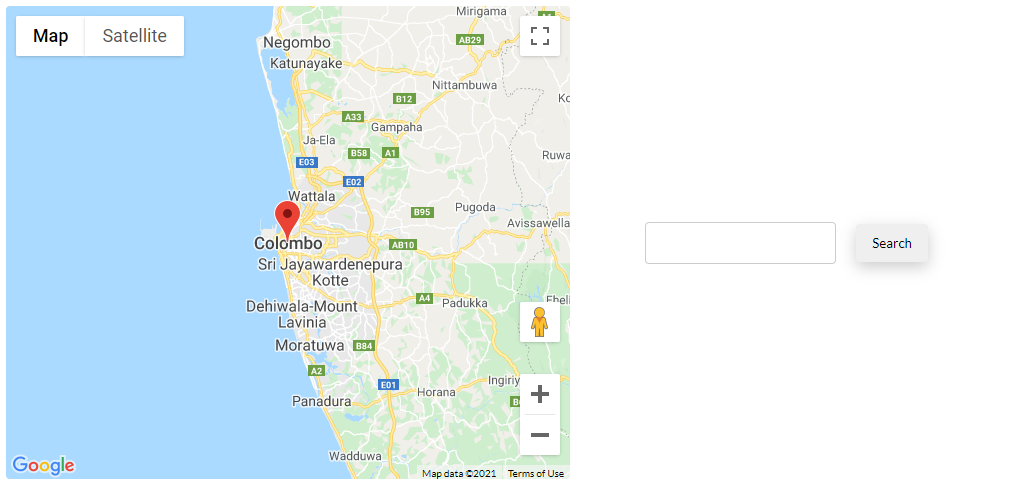 Map
Satellite
Mirigama
AB29
Negombo
Katunayake
Nittambuwa
B12
A33
Gampaha
Ja-Ela
B58
A1
E03
Ruwa
E02
Wattala
B95
Pugoda
Avissawella
Colombo
AB10
Search
Sri Jayawardenepura
Kotte
A4
Padukka
Dehiwala-Mount
Lavinia
Moratuwa
B84
A2
E01
Horana
Ingiriy
Panadura
Wadduwa
Google
Map data ©2021
Terms of Use